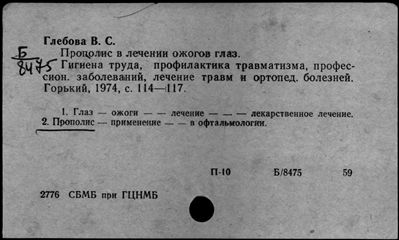 Глебова В. С.
Прополис в лечении ожогов глаз.
Б
8475
Гигиена труда, профилактика травматизма, профес-
сион. заболеваний, лечение травм и ортопед. болезней.
Горький, 1974, с. 114—117.
1. Глаз — ожоги — — лечение — — — лекарственное лечение.
2. Прополис — применение — — в офтальмологии.
П-10 Б/8475 59
2776 СБМБ при ГЦНМБ